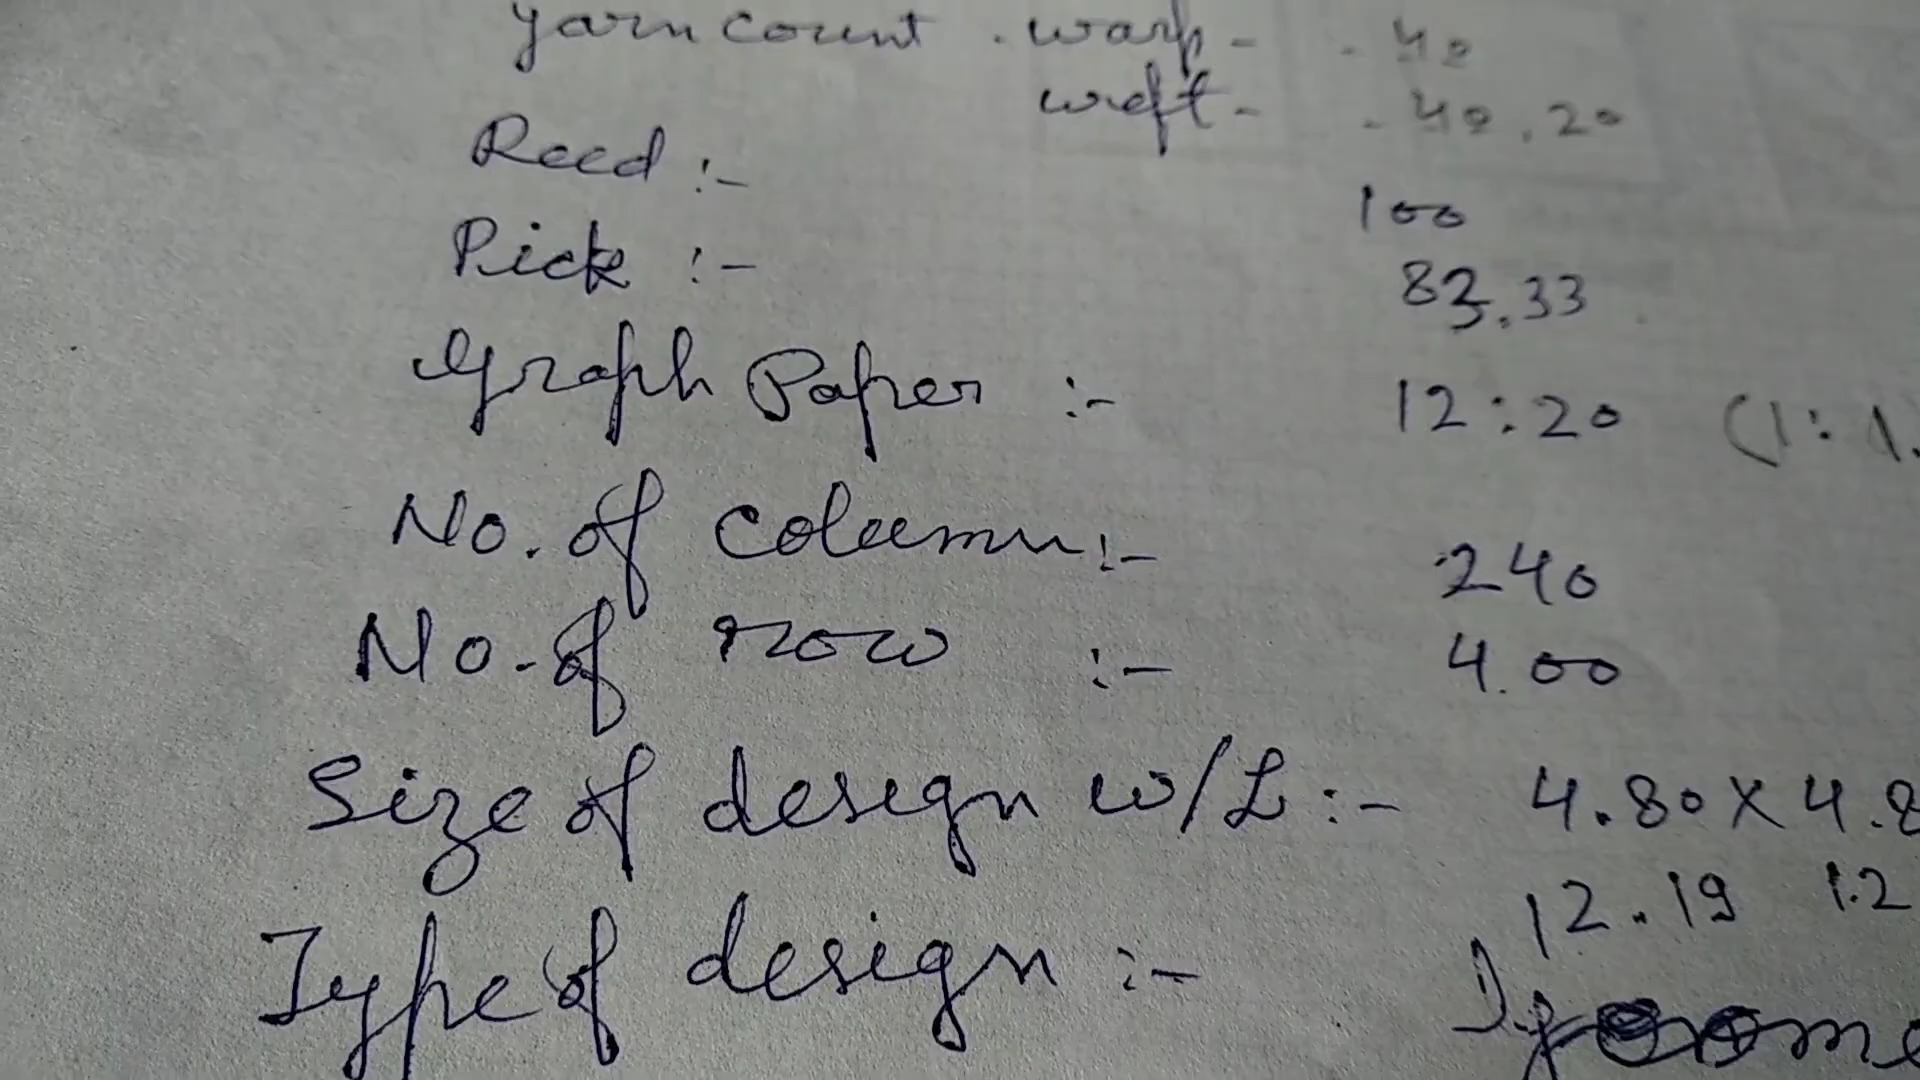 yarn count . warp - - 40
weft - - 40, 20
Reed :- 100
Pick :- 83.33
Graph Paper :- 12:20 (1:1.
No. of column :- 240
No. of row :- 4.00
Size of design w/L :- 4.80 X 4.8
12.19 12
Type of design :-